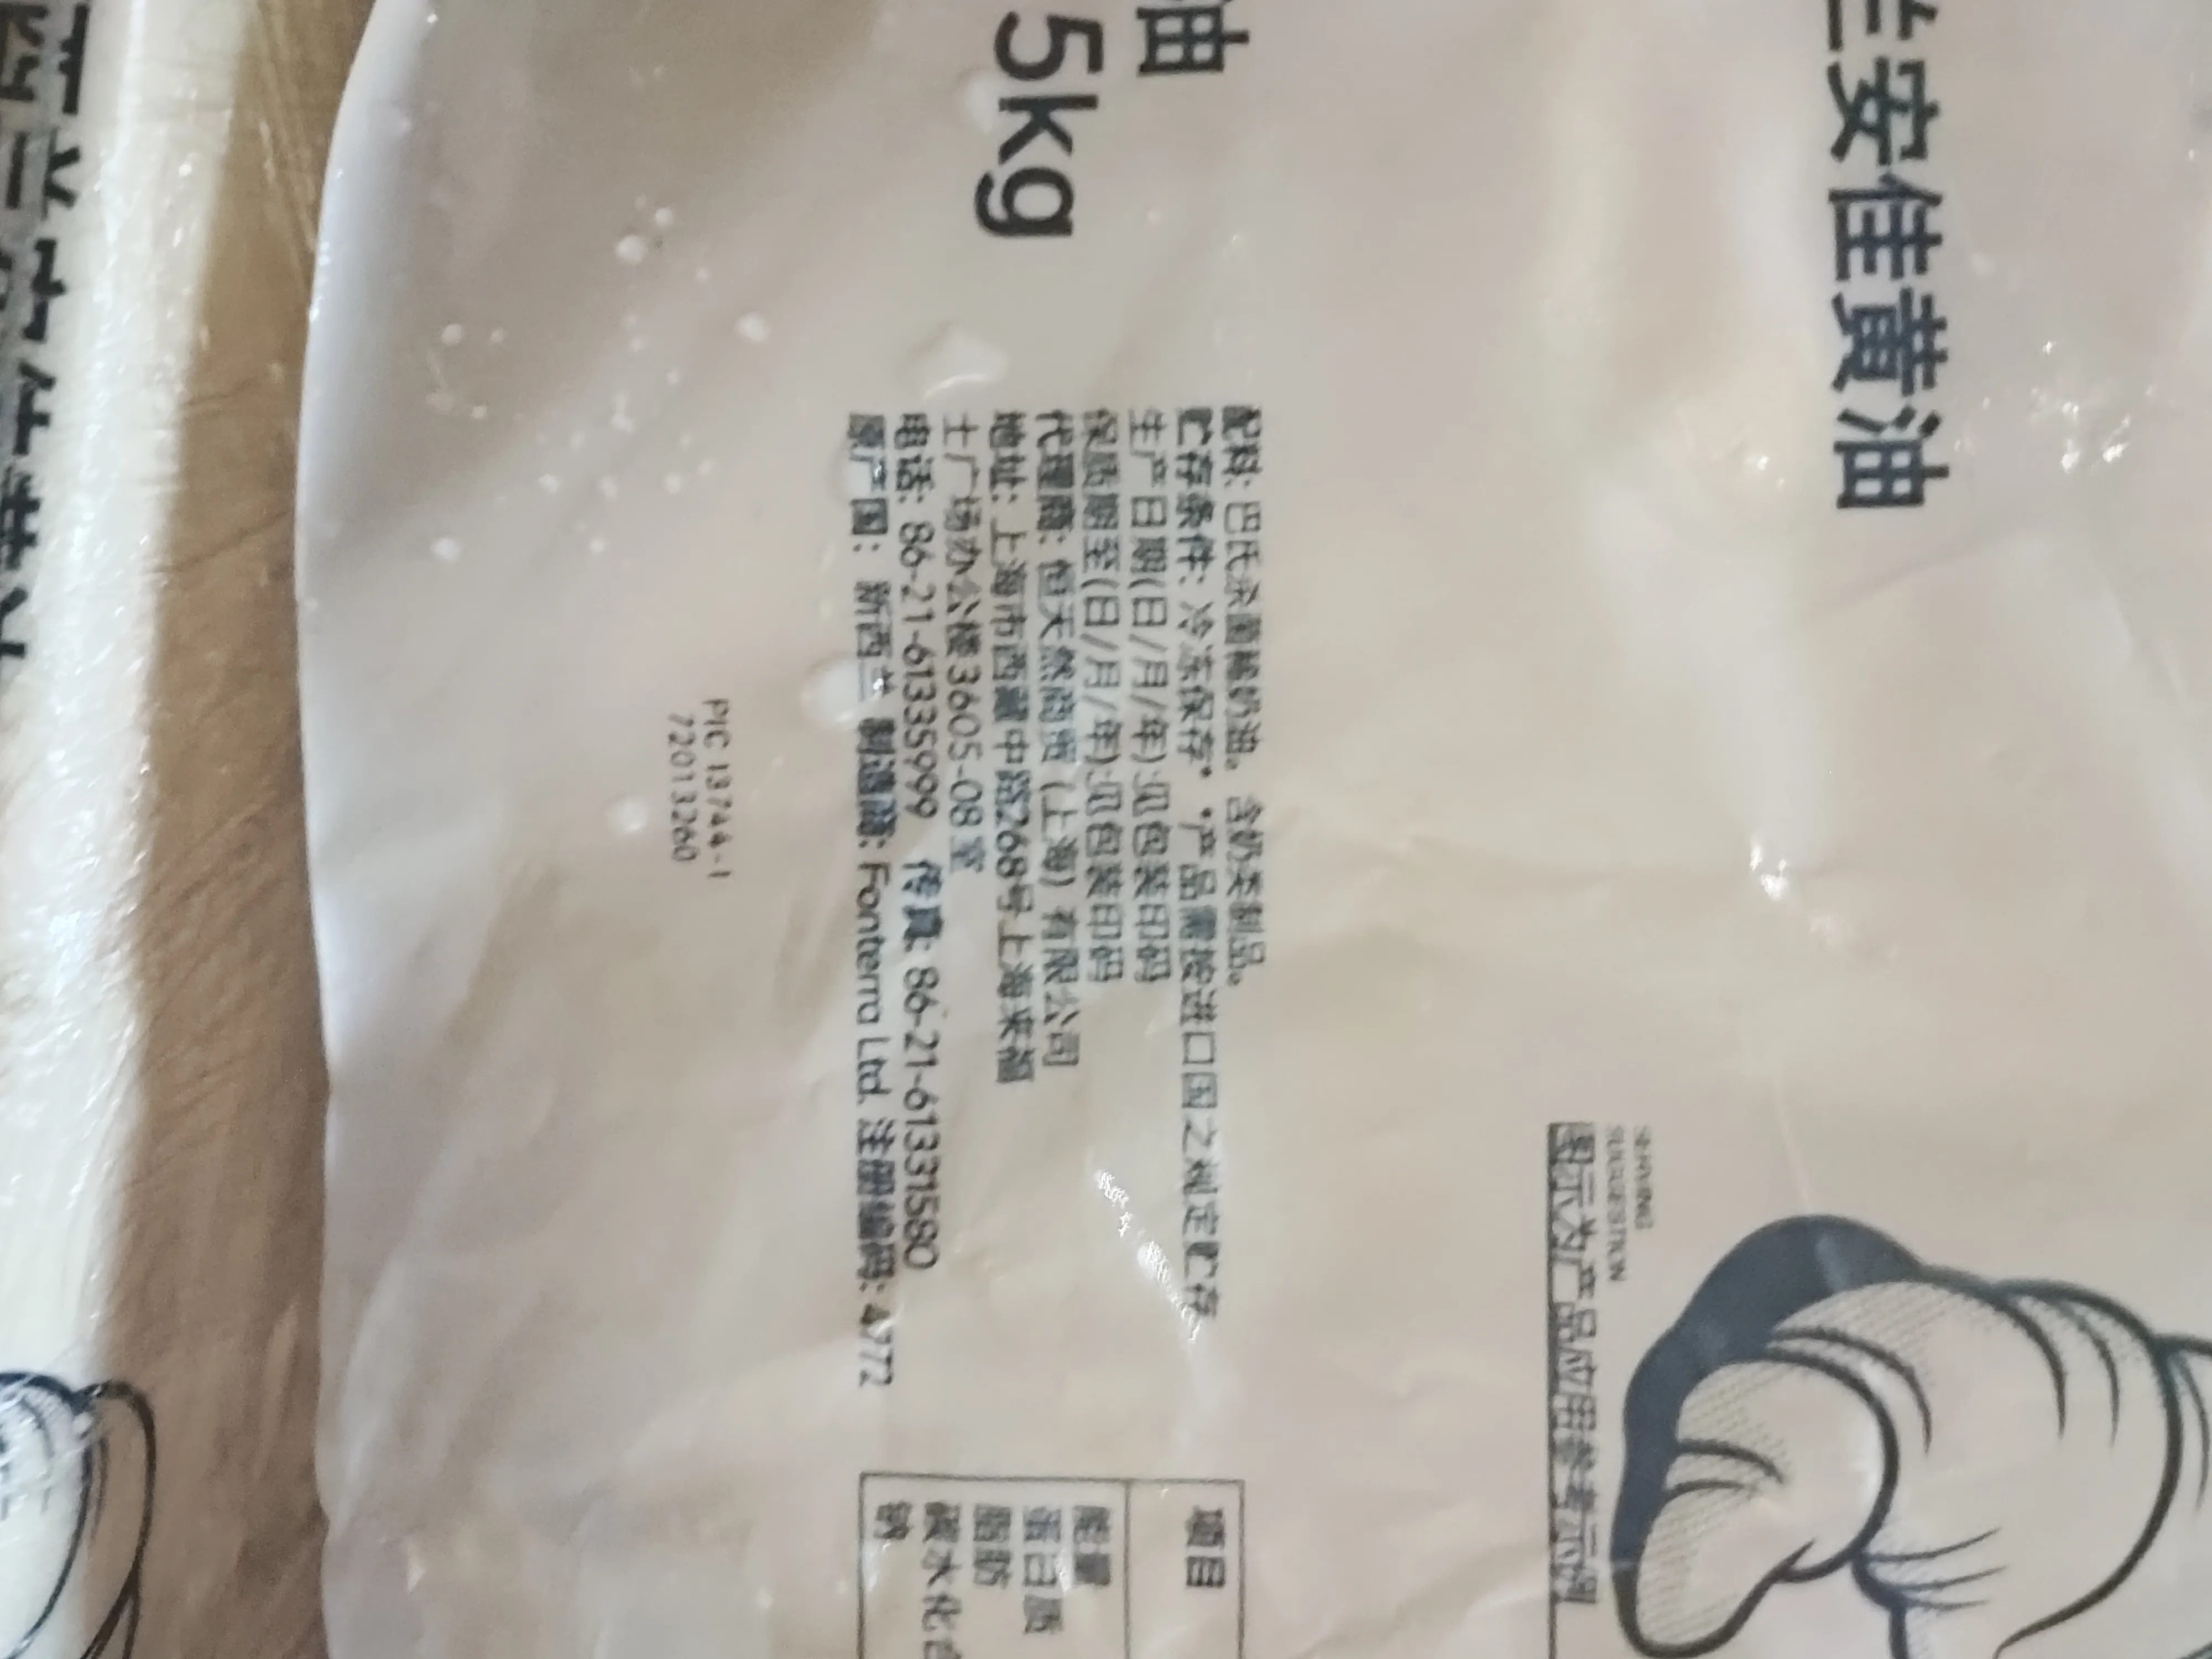 兰安佳黄油
油
5kg
配料: 巴氏杀菌稀奶油。 含奶类制品。
贮存条件: 冷冻保存* *产品需按进口国之规定贮存
生产日期(日/月/年):见包装印码
保质期至(日/月/年):见包装印码
代理商: 恒天然商贸 (上海) 有限公司
地址: 上海市西藏中路268号上海来福
士广场办公楼3605-08室
电话: 86-21-61335999 传真: 86-21-61331580
原产国: 新西兰 制造商: Fonterra Ltd. 注册编码: 4772
PIC 13744-1
72013260
SERVING
SUGGESTION
图示为产品应用参考示例
项目
能量
蛋白质
脂肪
碳水化合
钠